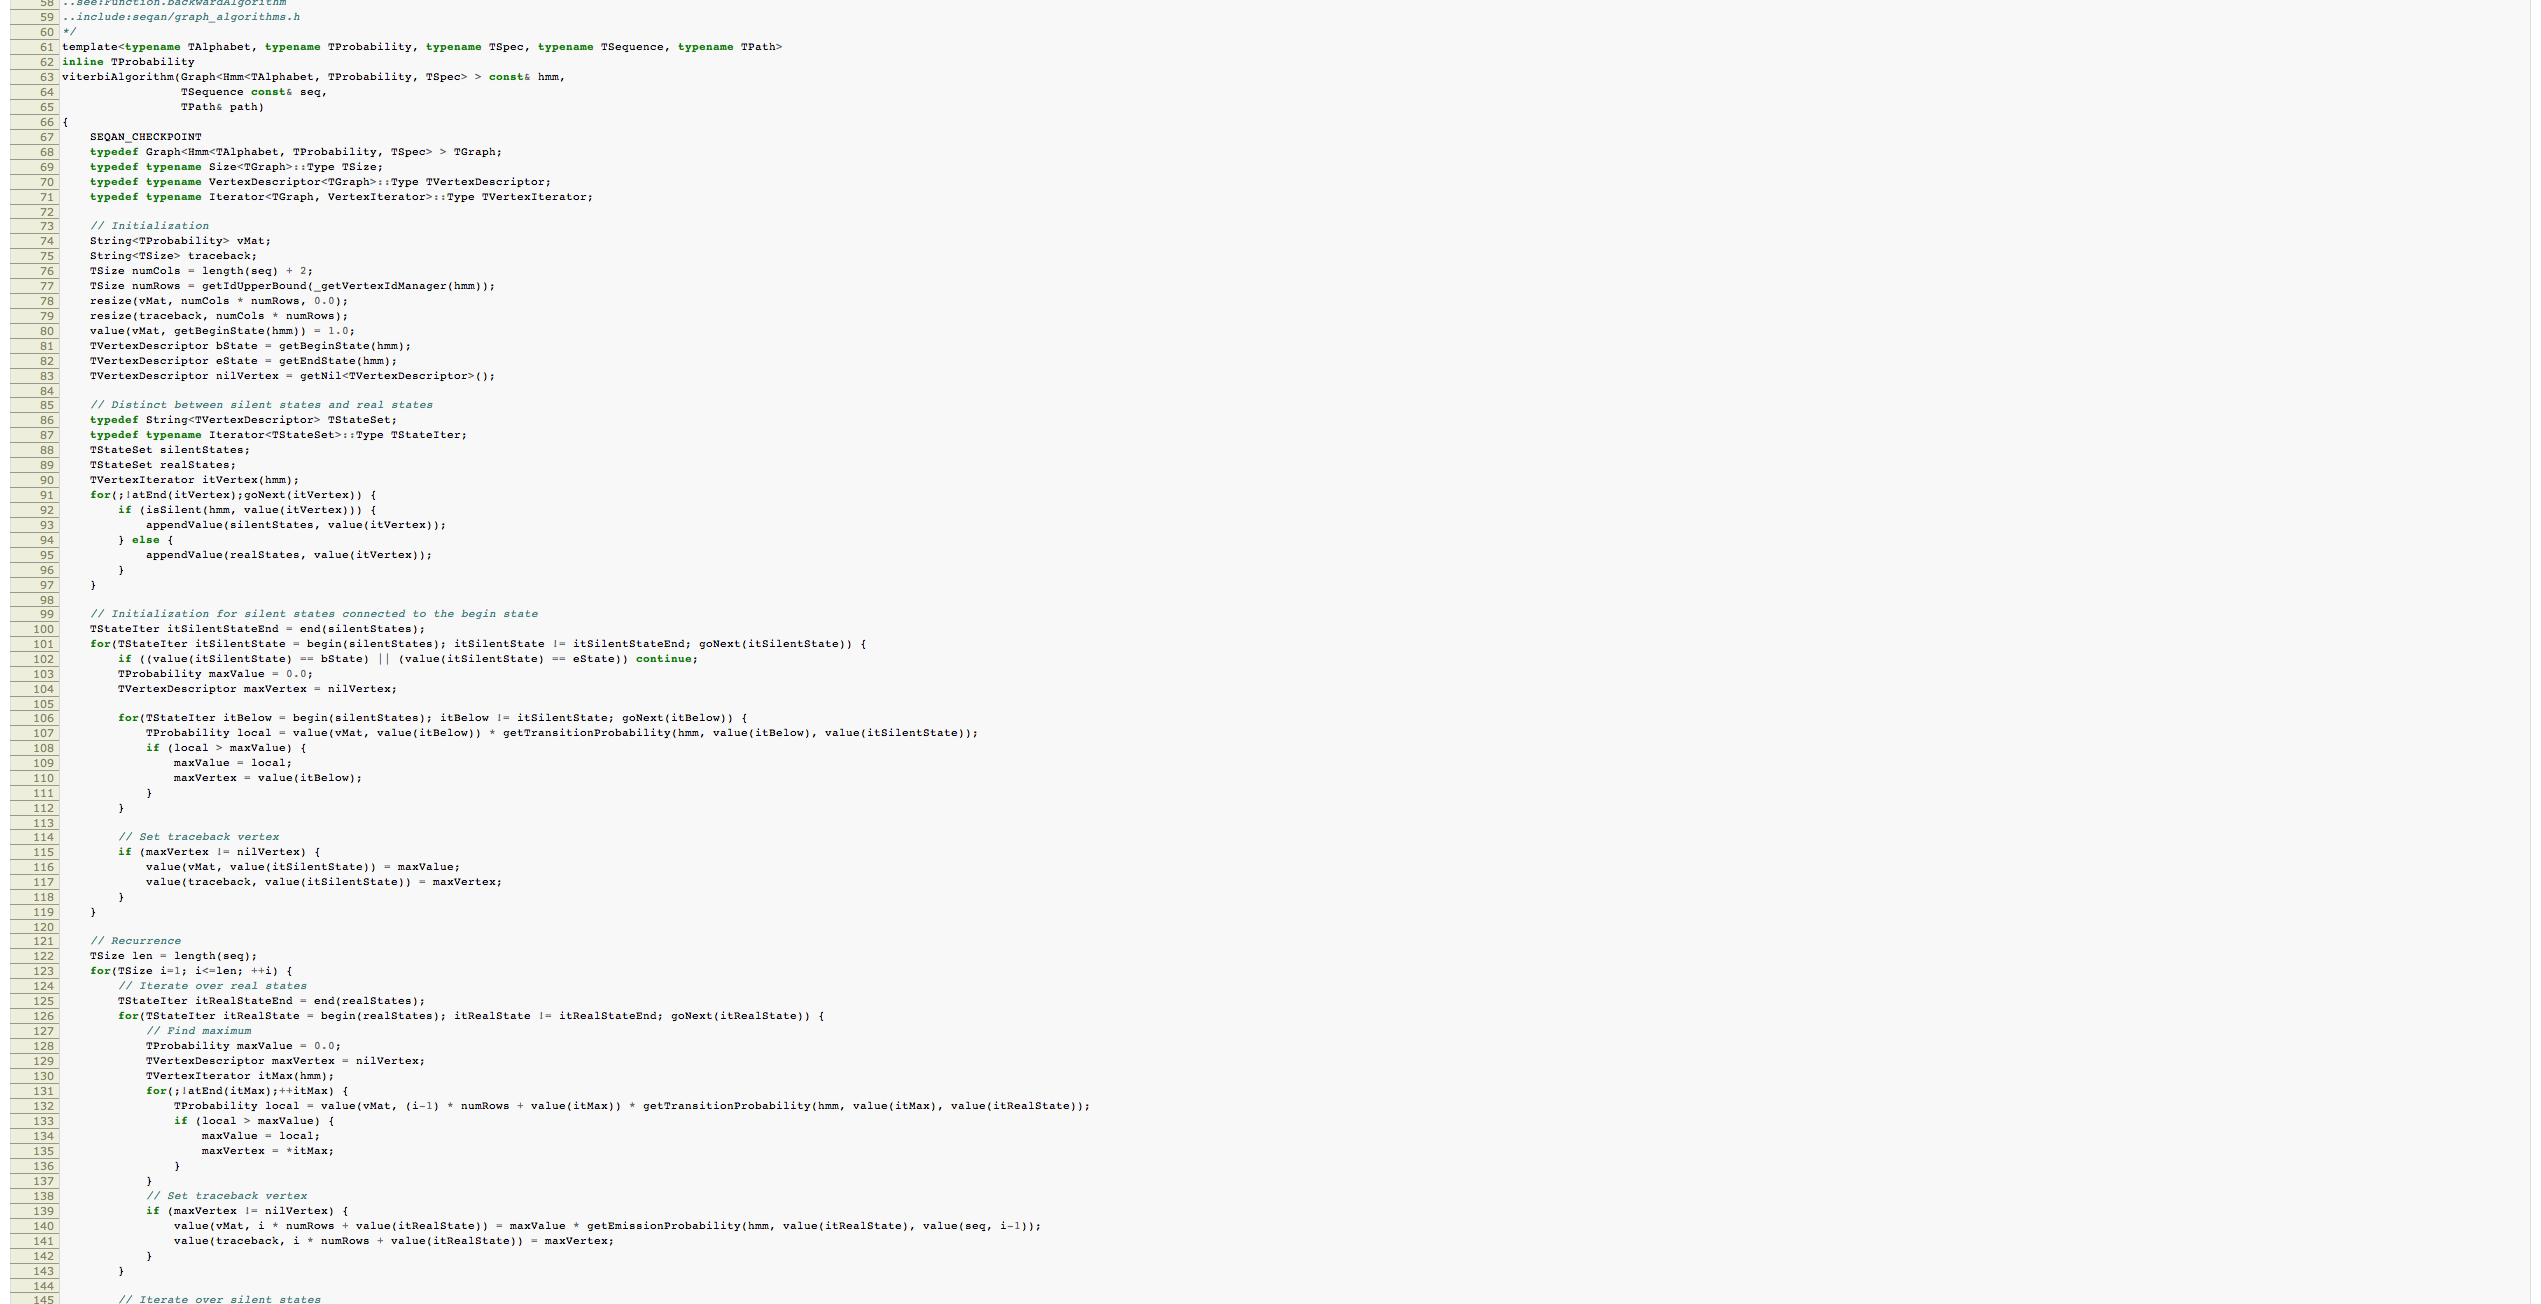 58 ..see:Function.backwardAlgorithm
59 ..include:seqan/graph_algorithms.h
60 */
61 template<typename TAlphabet, typename TProbability, typename TSpec, typename TSequence, typename TPath>
62 inline TProbability
63 viterbiAlgorithm(Graph<Hmm<TAlphabet, TProbability, TSpec> > const& hmm,
64                  TSequence const& seq,
65                  TPath& path)
66 {
67     SEQAN_CHECKPOINT
68     typedef Graph<Hmm<TAlphabet, TProbability, TSpec> > TGraph;
69     typedef typename Size<TGraph>::Type TSize;
70     typedef typename VertexDescriptor<TGraph>::Type TVertexDescriptor;
71     typedef typename Iterator<TGraph, VertexIterator>::Type TVertexIterator;
72
73     // Initialization
74     String<TProbability> vMat;
75     String<TSize> traceback;
76     TSize numCols = length(seq) + 2;
77     TSize numRows = getIdUpperBound(_getVertexIdManager(hmm));
78     resize(vMat, numCols * numRows, 0.0);
79     resize(traceback, numCols * numRows);
80     value(vMat, getBeginState(hmm)) = 1.0;
81     TVertexDescriptor bState = getBeginState(hmm);
82     TVertexDescriptor eState = getEndState(hmm);
83     TVertexDescriptor nilVertex = getNil<TVertexDescriptor>();
84
85     // Distinct between silent states and real states
86     typedef String<TVertexDescriptor> TStateSet;
87     typedef typename Iterator<TStateSet>::Type TStateIter;
88     TStateSet silentStates;
89     TStateSet realStates;
90     TVertexIterator itVertex(hmm);
91     for(;!atEnd(itVertex);goNext(itVertex)) {
92         if (isSilent(hmm, value(itVertex))) {
93             appendValue(silentStates, value(itVertex));
94         } else {
95             appendValue(realStates, value(itVertex));
96         }
97     }
98
99     // Initialization for silent states connected to the begin state
100     TStateIter itSilentStateEnd = end(silentStates);
101     for(TStateIter itSilentState = begin(silentStates); itSilentState != itSilentStateEnd; goNext(itSilentState)) {
102         if ((value(itSilentState) == bState) || (value(itSilentState) == eState)) continue;
103         TProbability maxValue = 0.0;
104         TVertexDescriptor maxVertex = nilVertex;
105
106         for(TStateIter itBelow = begin(silentStates); itBelow != itSilentState; goNext(itBelow)) {
107             TProbability local = value(vMat, value(itBelow)) * getTransitionProbability(hmm, value(itBelow), value(itSilentState));
108             if (local > maxValue) {
109                 maxValue = local;
110                 maxVertex = value(itBelow);
111             }
112         }
113
114         // Set traceback vertex
115         if (maxVertex != nilVertex) {
116             value(vMat, value(itSilentState)) = maxValue;
117             value(traceback, value(itSilentState)) = maxVertex;
118         }
119     }
120
121     // Recurrence
122     TSize len = length(seq);
123     for(TSize i=1; i<=len; ++i) {
124         // Iterate over real states
125         TStateIter itRealStateEnd = end(realStates);
126         for(TStateIter itRealState = begin(realStates); itRealState != itRealStateEnd; goNext(itRealState)) {
127             // Find maximum
128             TProbability maxValue = 0.0;
129             TVertexDescriptor maxVertex = nilVertex;
130             TVertexIterator itMax(hmm);
131             for(;!atEnd(itMax);++itMax) {
132                 TProbability local = value(vMat, (i-1) * numRows + value(itMax)) * getTransitionProbability(hmm, value(itMax), value(itRealState));
133                 if (local > maxValue) {
134                     maxValue = local;
135                     maxVertex = *itMax;
136                 }
137             }
138             // Set traceback vertex
139             if (maxVertex != nilVertex) {
140                 value(vMat, i * numRows + value(itRealState)) = maxValue * getEmissionProbability(hmm, value(itRealState), value(seq, i-1));
141                 value(traceback, i * numRows + value(itRealState)) = maxVertex;
142             }
143         }
144
145         // Iterate over silent states